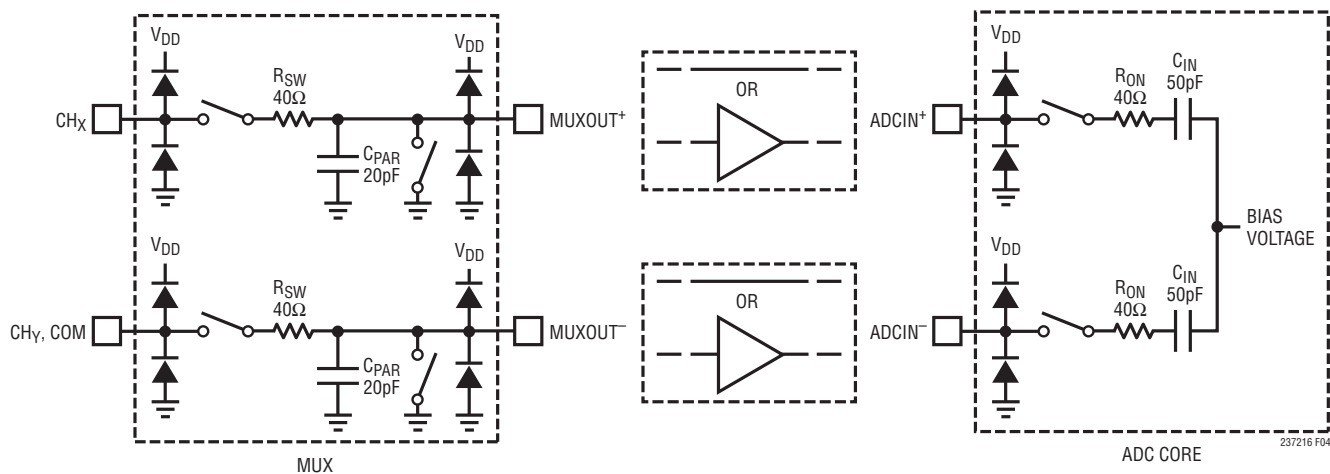 VDD
VDD
RSW
40Ω
CHX
MUXOUT+
CPAR
20pF
VDD
VDD
RSW
40Ω
CHY, COM
MUXOUT–
CPAR
20pF
MUX
OR
OR
VDD
RON
40Ω
CIN
50pF
ADCIN+
BIAS
VOLTAGE
VDD
RON
40Ω
CIN
50pF
ADCIN–
ADC CORE
237216 F04